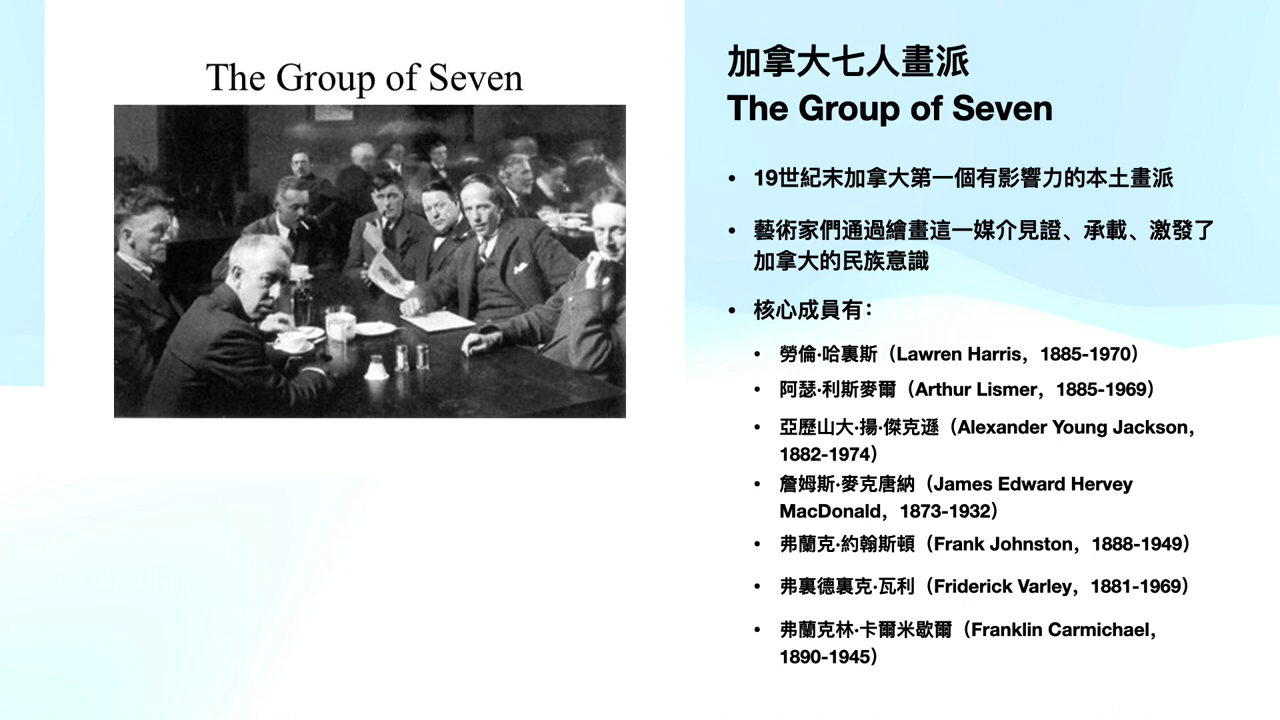 The Group of Seven
加拿大七人畫派
The Group of Seven
• 19世紀末加拿大第一個有影響力的本土畫派
• 藝術家們通過繪畫這一媒介見證、承載、激發了
加拿大的民族意識
• 核心成員有：
• 勞倫·哈裏斯（Lawren Harris，1885-1970）
• 阿瑟·利斯麥爾（Arthur Lismer，1885-1969）
• 亞歷山大·揚·傑克遜（Alexander Young Jackson，
1882-1974）
• 詹姆斯·麥克唐納（James Edward Hervey
MacDonald，1873-1932）
• 弗蘭克·約翰斯頓（Frank Johnston，1888-1949）
• 弗裏德裏克·瓦利（Friderick Varley，1881-1969）
• 弗蘭克林·卡爾米歇爾（Franklin Carmichael，
1890-1945）